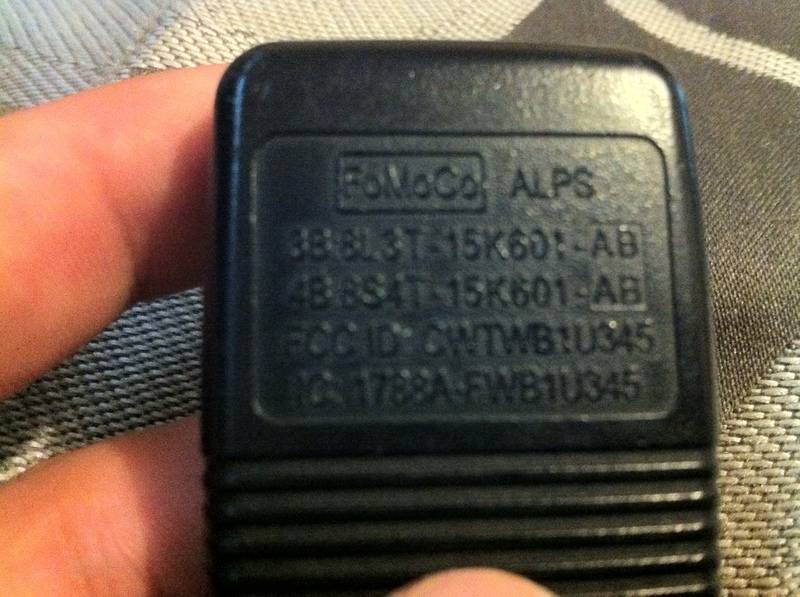 FoMoCo ALPS
3B 8L3T-15K601-AB
4B 8S4T-15K601-AB
FCC ID: CWTWB1U345
IC: 1788A-FWB1U345